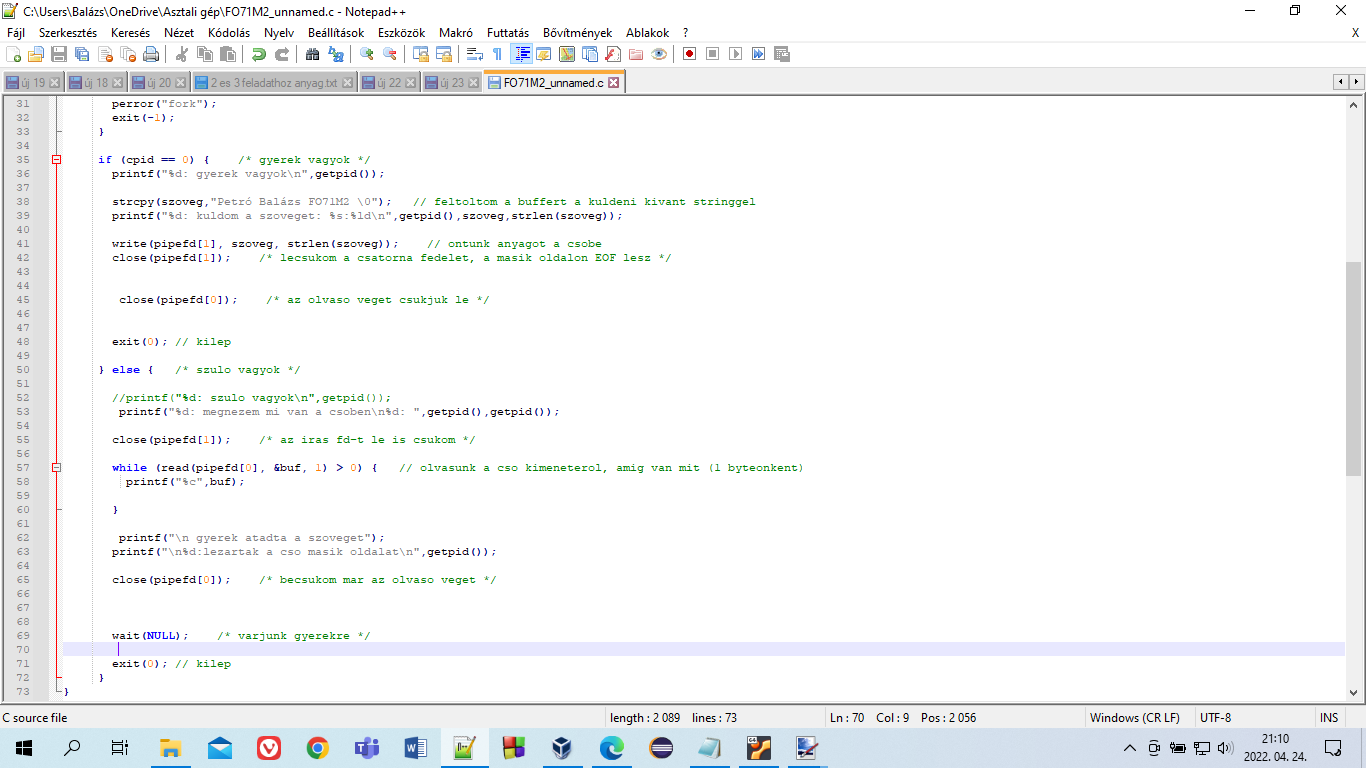 C:\Users\Balázs\OneDrive\Asztali gép\FO71M2_unnamed.c - Notepad++
Fájl Szerkesztés Keresés Nézet Kódolás Nyelv Beállítások Eszközök Makró Futtatás Bővítmények Ablakok ? X
új 19 új 18 új 20 2 es 3 feladathoz anyag.txt új 22 új 23 FO71M2_unnamed.c
31 perror("fork");
32 exit(-1);
33 }
34
35 if (cpid == 0) { /* gyerek vagyok */
36 printf("%d: gyerek vagyok\n",getpid());
37
38 strcpy(szoveg,"Petró Balázs FO71M2 \0"); // feltoltom a buffert a kuldeni kivant stringgel
39 printf("%d: kuldom a szoveget: %s:%ld\n",getpid(),szoveg,strlen(szoveg));
40
41 write(pipefd[1], szoveg, strlen(szoveg)); // ontunk anyagot a csobe
42 close(pipefd[1]); /* lecsukom a csatorna fedelet, a masik oldalon EOF lesz */
43
44
45 close(pipefd[0]); /* az olvaso veget csukjuk le */
46
47
48 exit(0); // kilep
49
50 } else { /* szulo vagyok */
51
52 //printf("%d: szulo vagyok\n",getpid());
53 printf("%d: megnezem mi van a csoben\n%d: ",getpid(),getpid());
54
55 close(pipefd[1]); /* az iras fd-t le is csukom */
56
57 while (read(pipefd[0], &buf, 1) > 0) { // olvasunk a cso kimeneterol, amig van mit (1 byteonkent)
58 printf("%c",buf);
59
60 }
61
62 printf("\n gyerek atadta a szoveget");
63 printf("\n%d:lezartak a cso masik oldalat\n",getpid());
64
65 close(pipefd[0]); /* becsukom mar az olvaso veget */
66
67
68
69 wait(NULL); /* varjunk gyerekre */
70
71 exit(0); // kilep
72 }
73 }
C source file length : 2 089 lines : 73 Ln : 70 Col : 9 Pos : 2 056 Windows (CR LF) UTF-8 INS
21:10
2022. 04. 24.